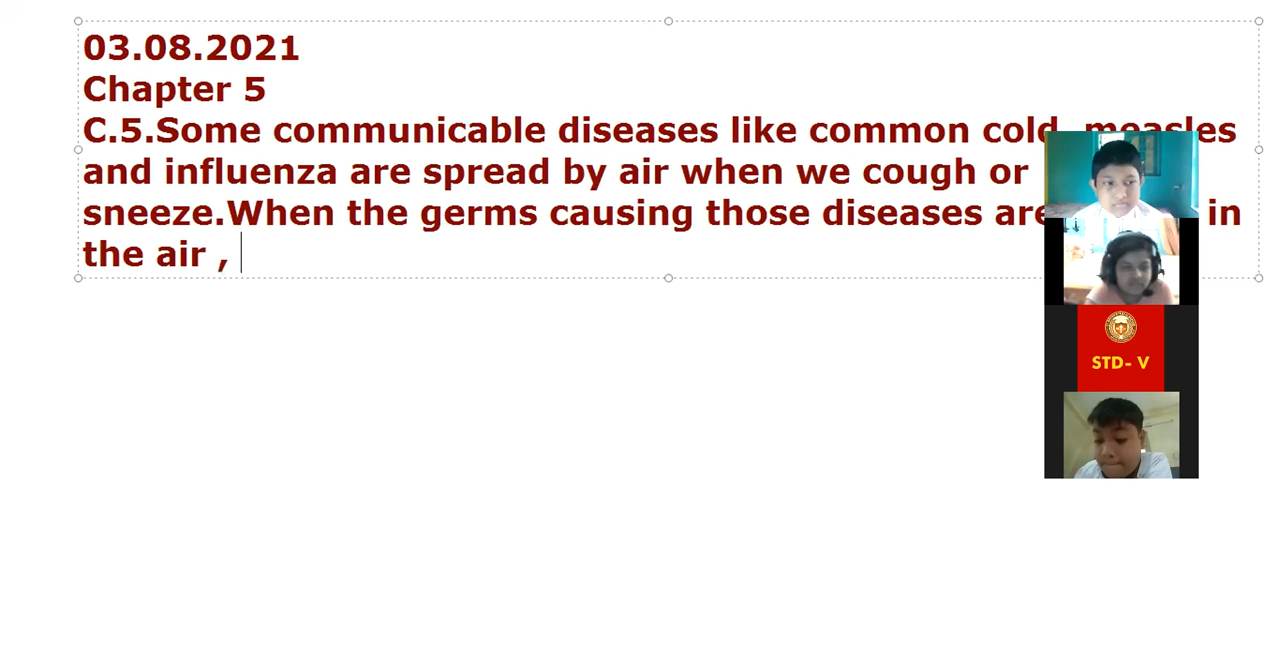 03.08.2021
Chapter 5
C.5.Some communicable diseases like common cold, measles
and influenza are spread by air when we cough or
sneeze.When the germs causing those diseases are in
the air ,
STD- V